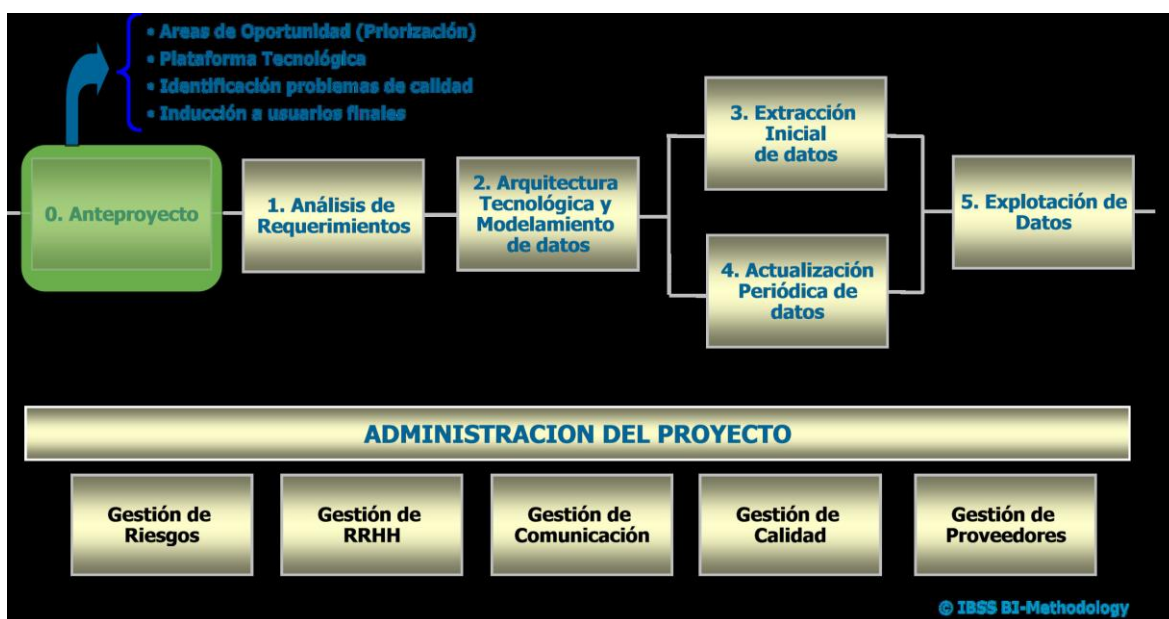 • Areas de Oportunidad (Priorización)
• Plataforma Tecnológica
• Identificación problemas de calidad
• Inducción a usuarios finales
0. Anteproyecto
1. Análisis de
Requerimientos
2. Arquitectura
Tecnológica y
Modelamiento
de datos
3. Extracción
Inicial
de datos
4. Actualización
Periódica de
datos
5. Explotación de
Datos
ADMINISTRACION DEL PROYECTO
Gestión de
Riesgos
Gestión de
RRHH
Gestión de
Comunicación
Gestión de
Calidad
Gestión de
Proveedores
© IBSS BI-Methodology